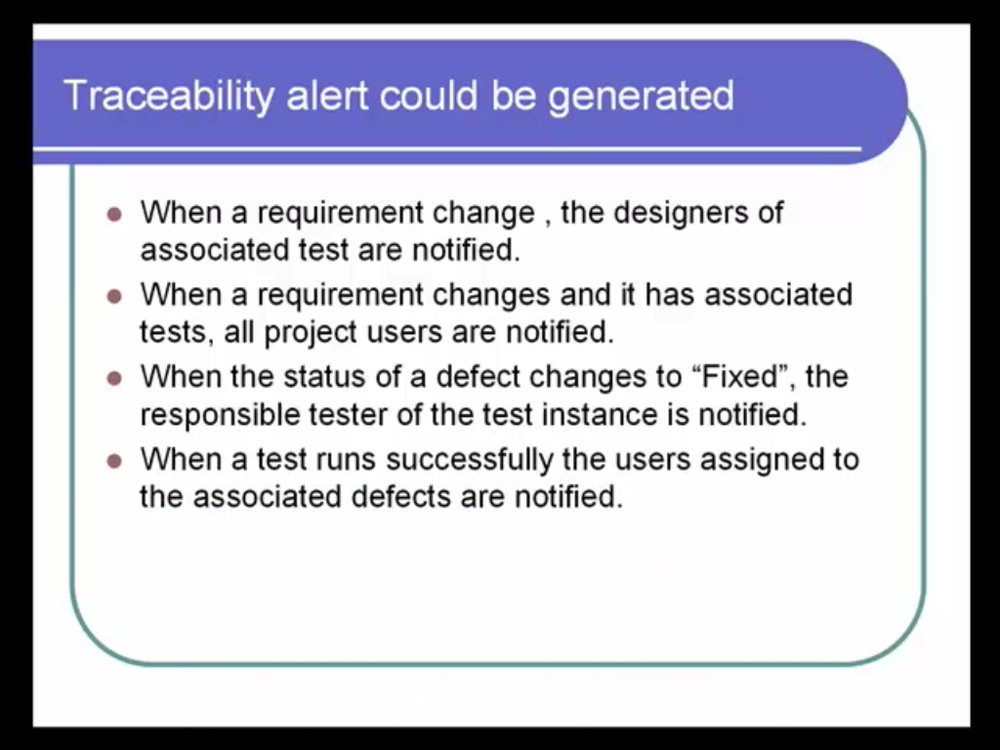 Traceability alert could be generated
When a requirement change , the designers of
associated test are notified.
When a requirement changes and it has associated
tests, all project users are notified.
When the status of a defect changes to “Fixed”, the
responsible tester of the test instance is notified.
When a test runs successfully the users assigned to
the associated defects are notified.